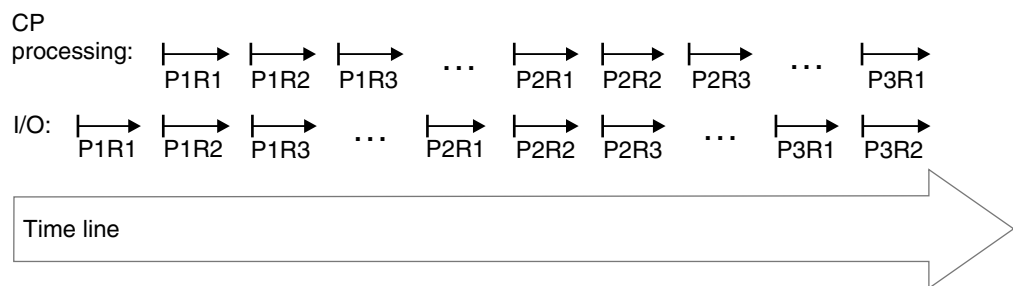 CP
processing:
P1R1 P1R2 P1R3 ... P2R1 P2R2 P2R3 ... P3R1
I/O:
P1R1 P1R2 P1R3 ... P2R1 P2R2 P2R3 ... P3R1 P3R2
Time line